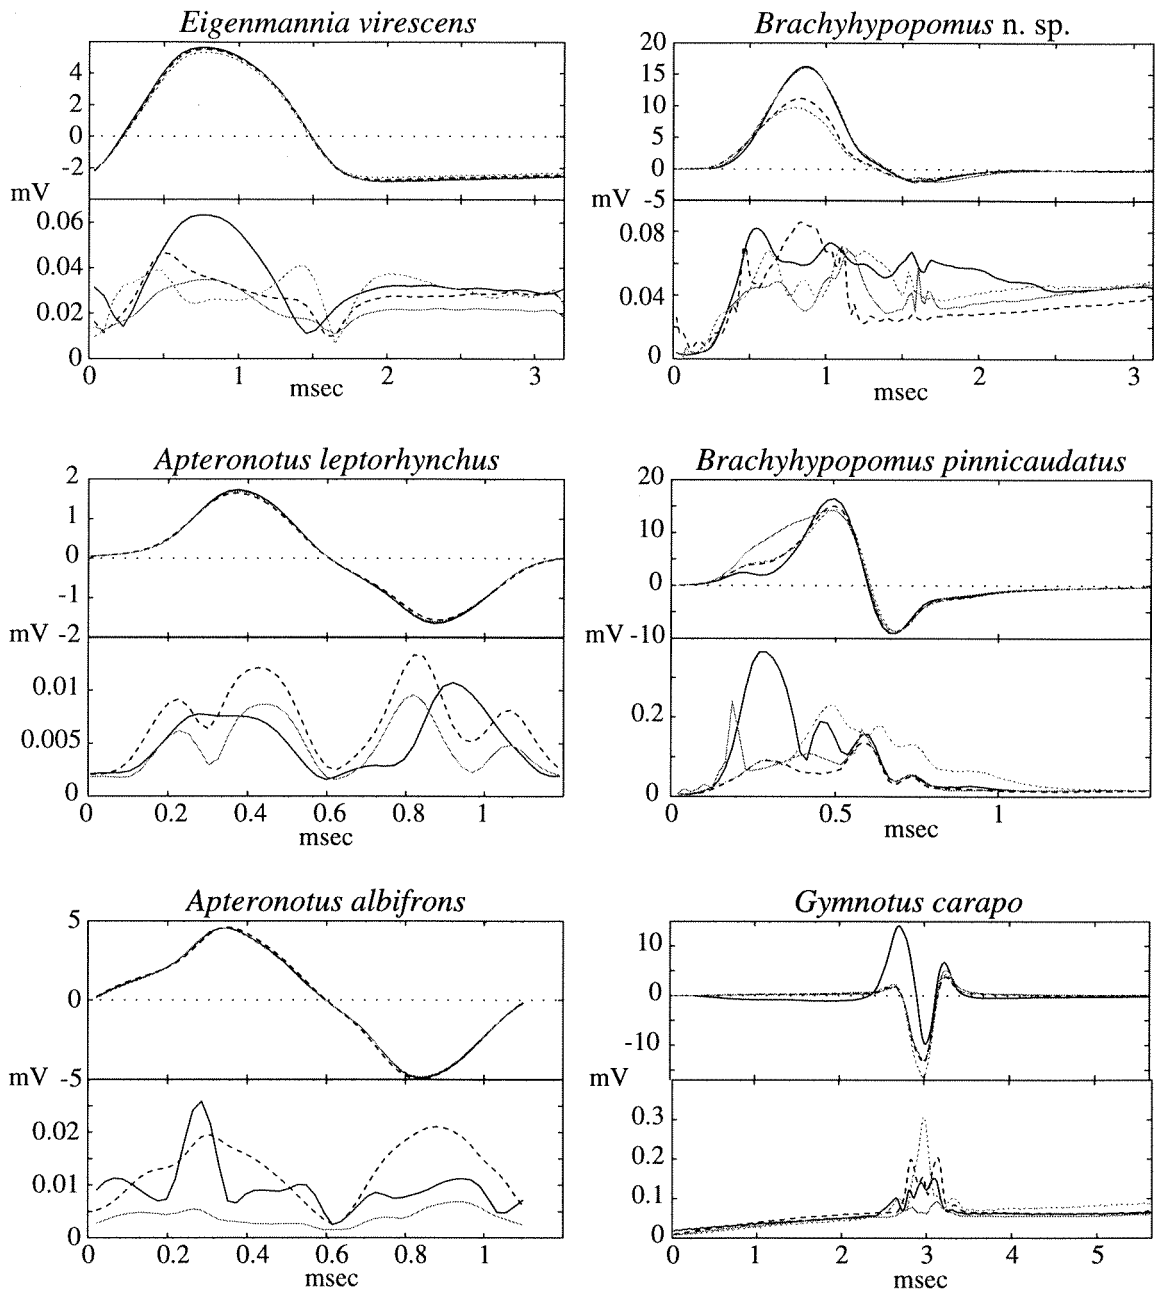 Eigenmannia virescens
4
2
0
-2
mV
0.06
0.04
0.02
0
0 1 2 3
msec
Brachyhypopomus n. sp.
20
15
10
5
0
mV -5
0.08
0.04
0
0 1 2 3
msec
Apteronotus leptorhynchus
2
1
0
-1
mV -2
0.01
0.005
0
0 0.2 0.4 0.6 0.8 1
msec
Brachyhypopomus pinnicaudatus
20
10
0
mV -10
0.2
0
0 0.5 1
msec
Apteronotus albifrons
5
0
mV -5
0.02
0.01
0
0 0.2 0.4 0.6 0.8 1
msec
Gymnotus carapo
10
0
-10
mV
0.3
0.2
0.1
0
0 1 2 3 4 5
msec